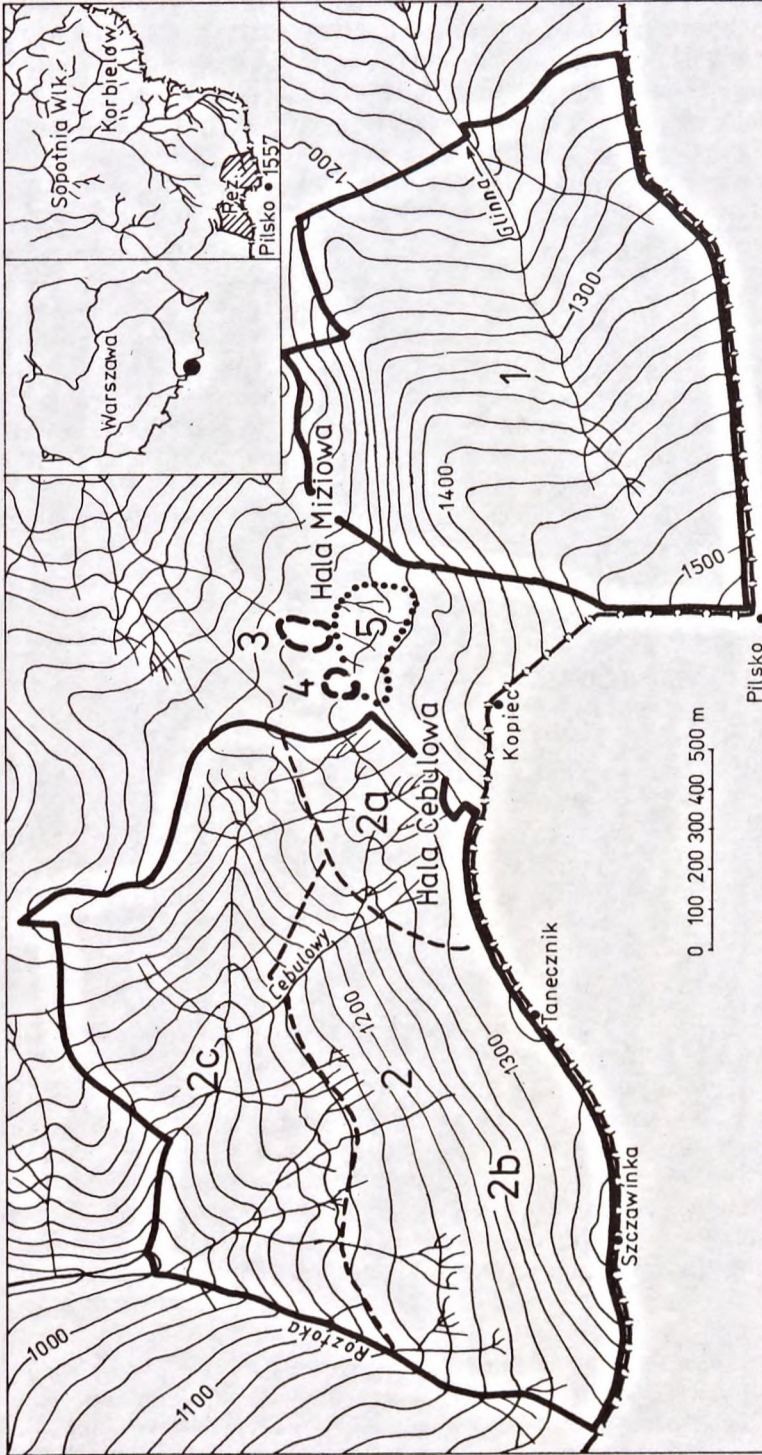 Warszawa
Sopotnia Wlk.
Korbielów
Rez.
Pilsko
1557
1000
1100
Roztoka
2c
Cebulowy
1200
2
2b
1300
Szczawinka
Tanecznik
2a
Hala Cebulowa
3
4
5
Hala Miziowa
Kopiec
1200
Glinna
1
1300
1400
1500
Pilsko
0 100 200 300 400 500 m